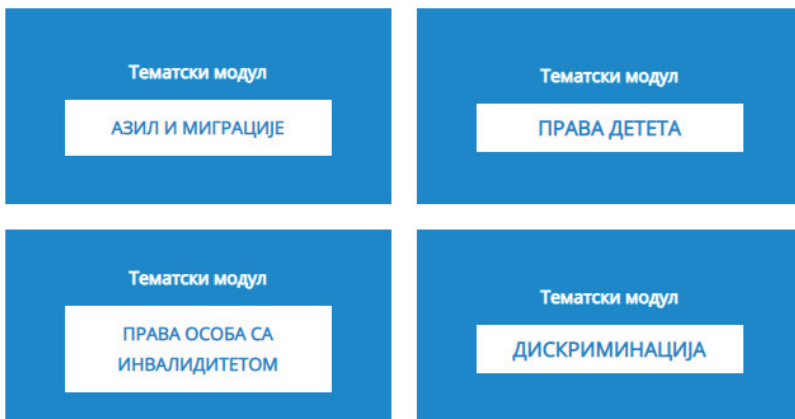 Тематски модул
АЗИЛ И МИГРАЦИЈЕ
Тематски модул
ПРАВА ДЕТЕТА
Тематски модул
ПРАВА ОСОБА СА
ИНВАЛИДИТЕТОМ
Тематски модул
ДИСКРИМИНАЦИЈА